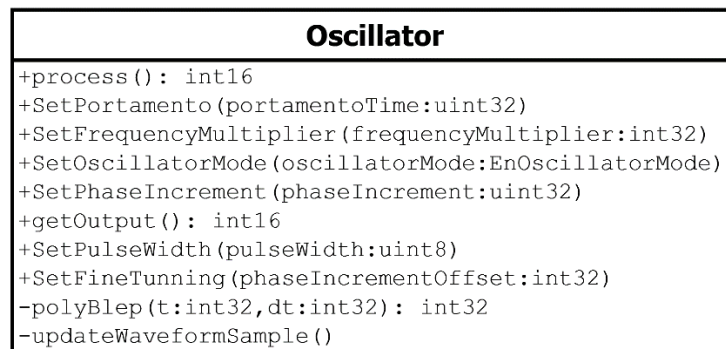 Oscillator
+process(): int16
+SetPortamento(portamentoTime:uint32)
+SetFrequencyMultiplier(frequencyMultiplier:int32)
+SetOscillatorMode(oscillatorMode:EnOscillatorMode)
+SetPhaseIncrement(phaseIncrement:uint32)
+getOutput(): int16
+SetPulseWidth(pulseWidth:uint8)
+SetFineTunning(phaseIncrementOffset:int32)
-polyBlep(t:int32,dt:int32): int32
-updateWaveformSample()